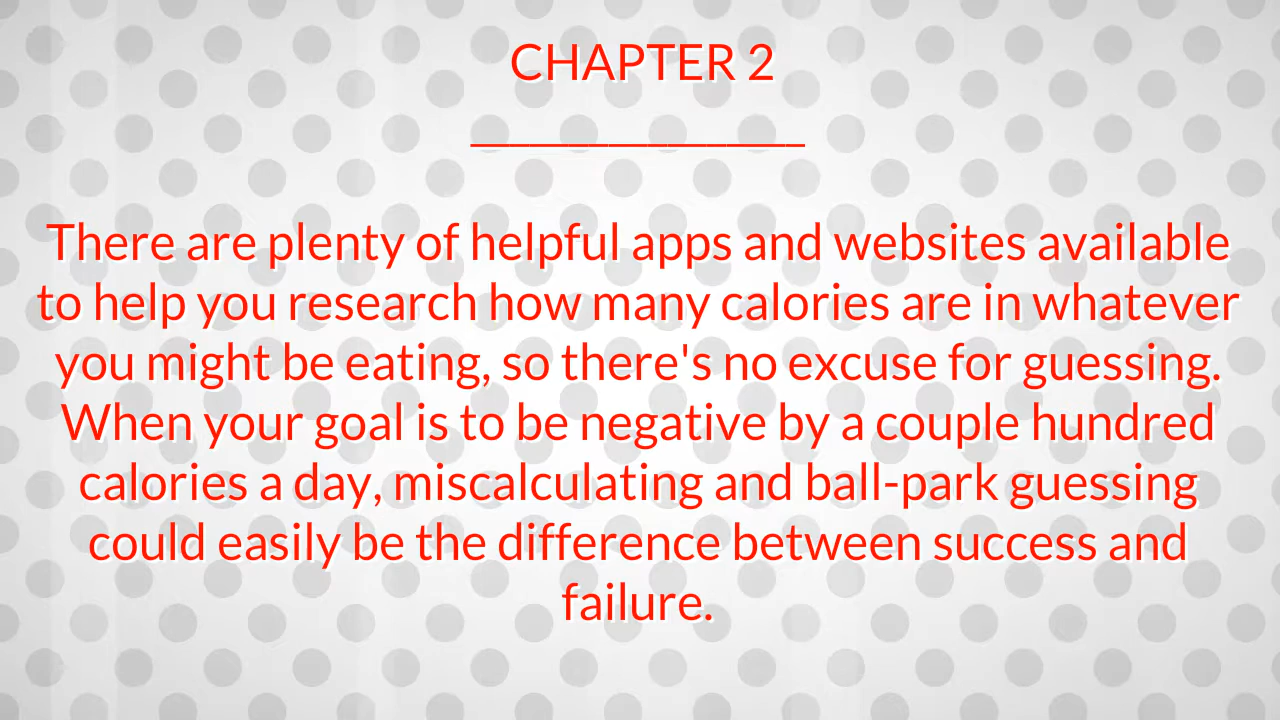 CHAPTER 2
There are plenty of helpful apps and websites available
to help you research how many calories are in whatever
you might be eating, so there's no excuse for guessing.
When your goal is to be negative by a couple hundred
calories a day, miscalculating and ball-park guessing
could easily be the difference between success and
failure.